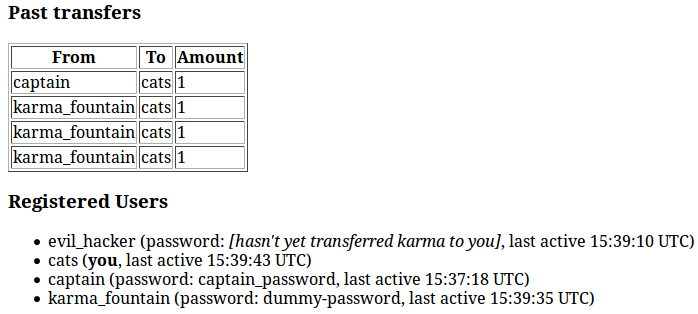 Past transfers
From To Amount
captain cats 1
karma_fountain cats 1
karma_fountain cats 1
karma_fountain cats 1
Registered Users
• evil_hacker (password: [hasn't yet transferred karma to you], last active 15:39:10 UTC)
• cats (you, last active 15:39:43 UTC)
• captain (password: captain_password, last active 15:37:18 UTC)
• karma_fountain (password: dummy-password, last active 15:39:35 UTC)